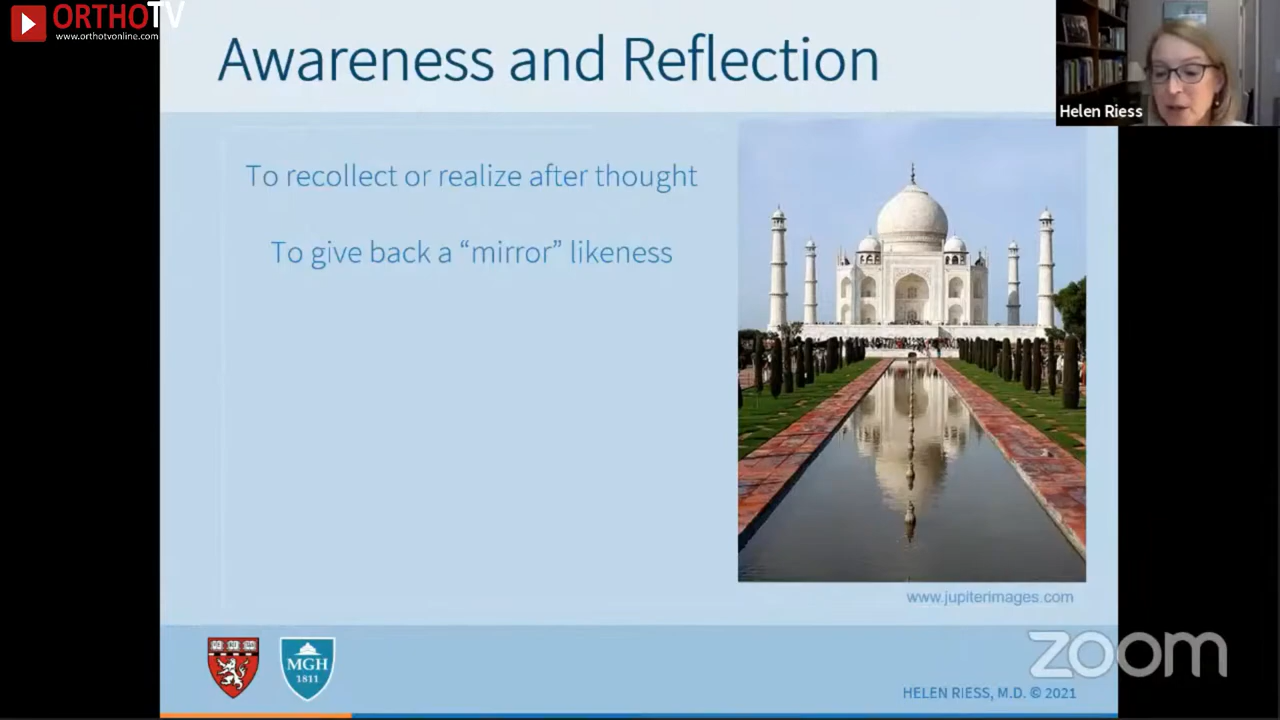 ORTHOTV
www.orthotvonline.com
Awareness and Reflection
Helen Riess
To recollect or realize after thought
To give back a “mirror” likeness
www.jupiterimages.com
MGH
1811
zoom
HELEN RIESS, M.D. © 2021